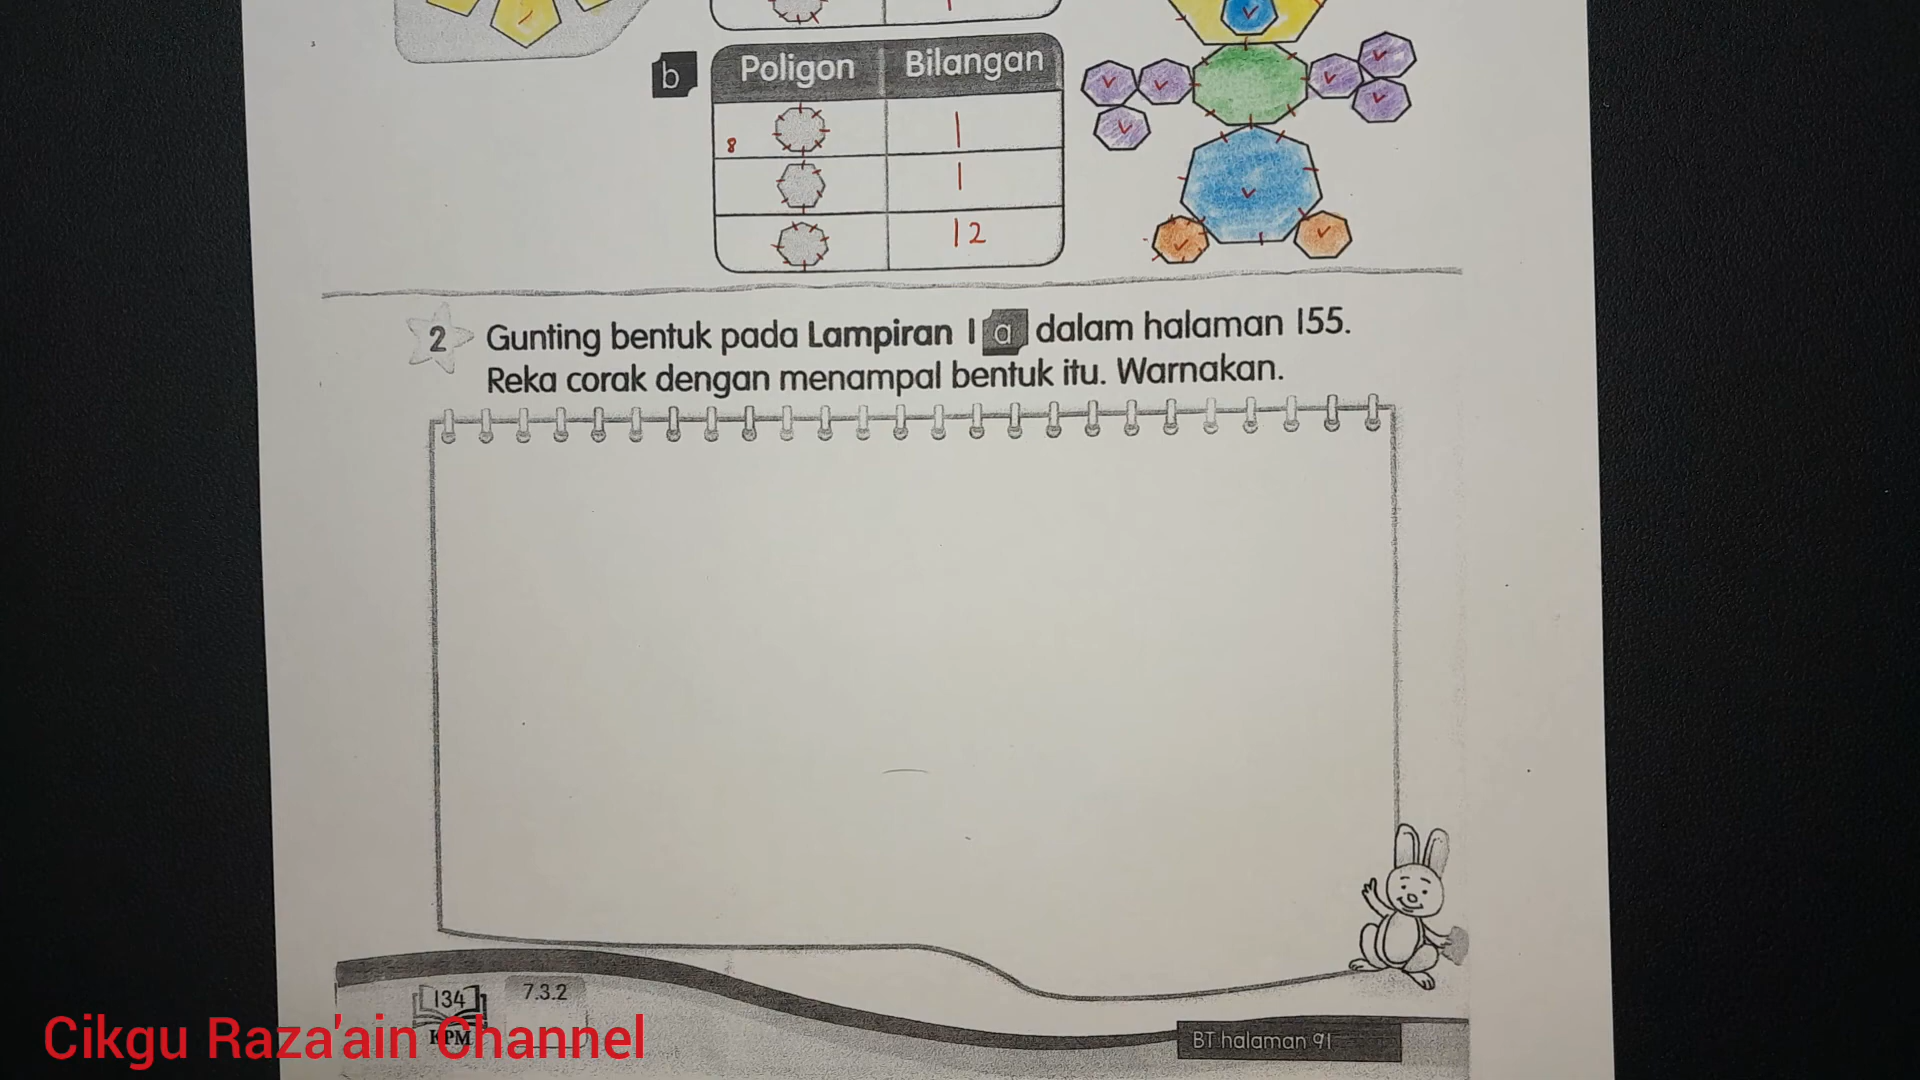 b
Poligon Bilangan
8 1
1
12
2 Gunting bentuk pada Lampiran 1 a dalam halaman 155.
Reka corak dengan menampal bentuk itu. Warnakan.
134 7.3.2
KPM
BT halaman 91
Cikgu Raza'ain Channel